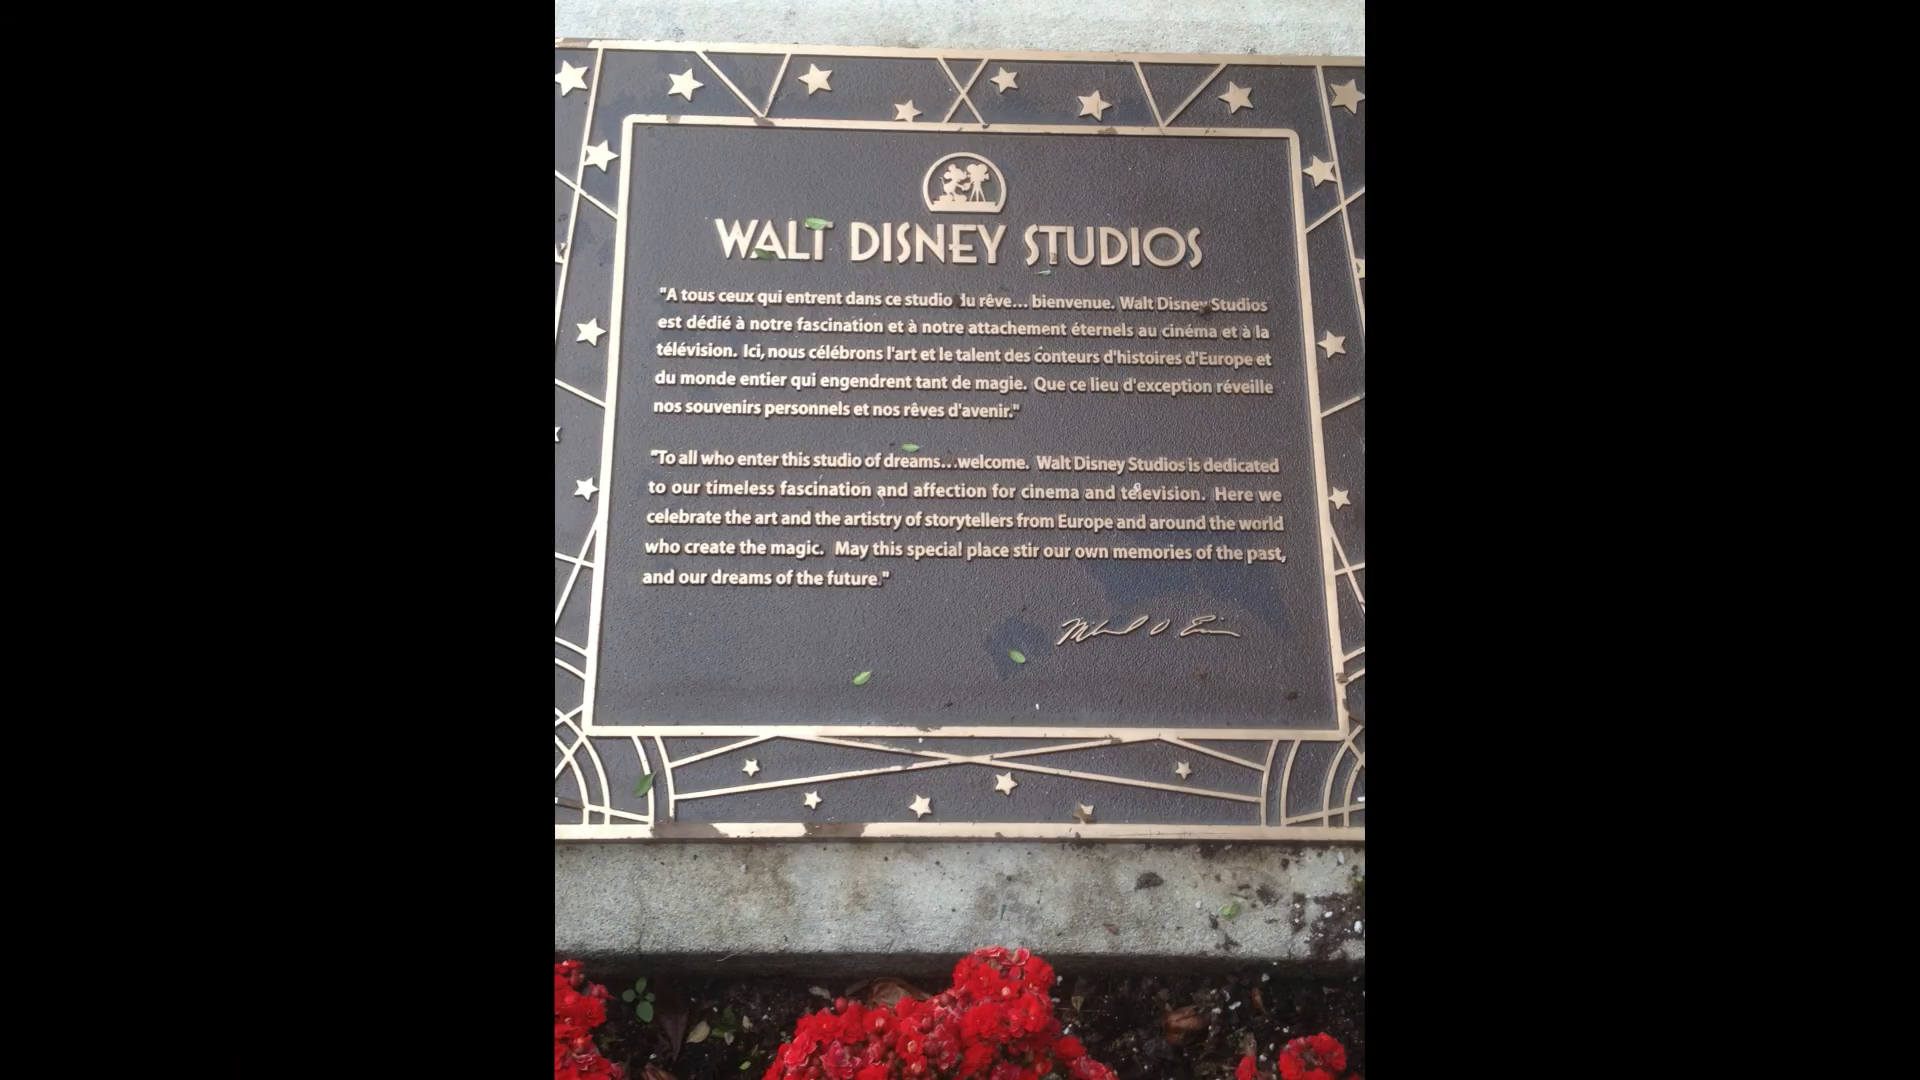 WALT DISNEY STUDIOS
"A tous ceux qui entrent dans ce studio du rêve... bienvenue. Walt Disney Studios
est dédié à notre fascination et à notre attachement éternels au cinéma et à la
télévision. Ici, nous célébrons l'art et le talent des conteurs d'histoires d'Europe et
du monde entier qui engendrent tant de magie. Que ce lieu d'exception réveille
nos souvenirs personnels et nos rêves d'avenir."
"To all who enter this studio of dreams...welcome. Walt Disney Studios is dedicated
to our timeless fascination and affection for cinema and television. Here we
celebrate the art and the artistry of storytellers from Europe and around the world
who create the magic. May this special place stir our own memories of the past,
and our dreams of the future."